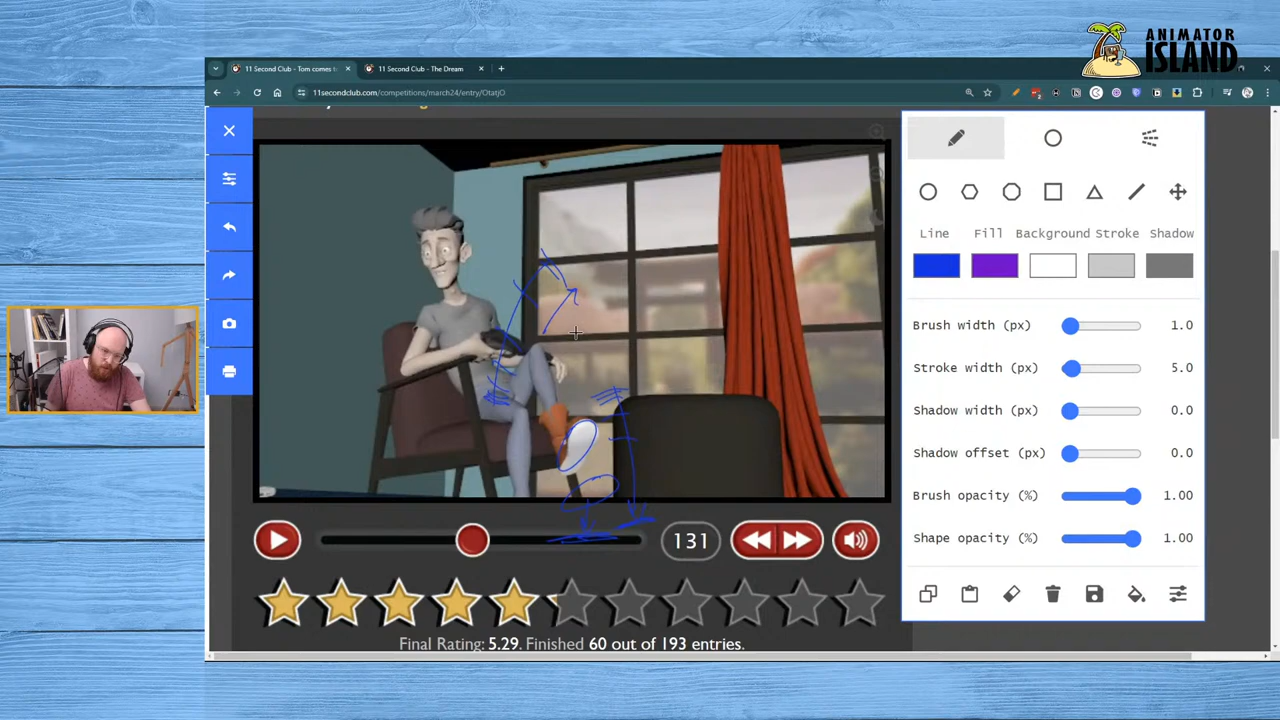 ANIMATOR
ISLAND
11 Second Club - Tom comes t
11 Second Club - The Dream
11secondclub.com/competitions/march24/entry/OtatjO
Line Fill Background Stroke Shadow
Brush width (px) 1.0
Stroke width (px) 5.0
Shadow width (px) 0.0
Shadow offset (px) 0.0
Brush opacity (%) 1.00
Shape opacity (%) 1.00
131
Final Rating: 5.29. Finished 60 out of 193 entries.